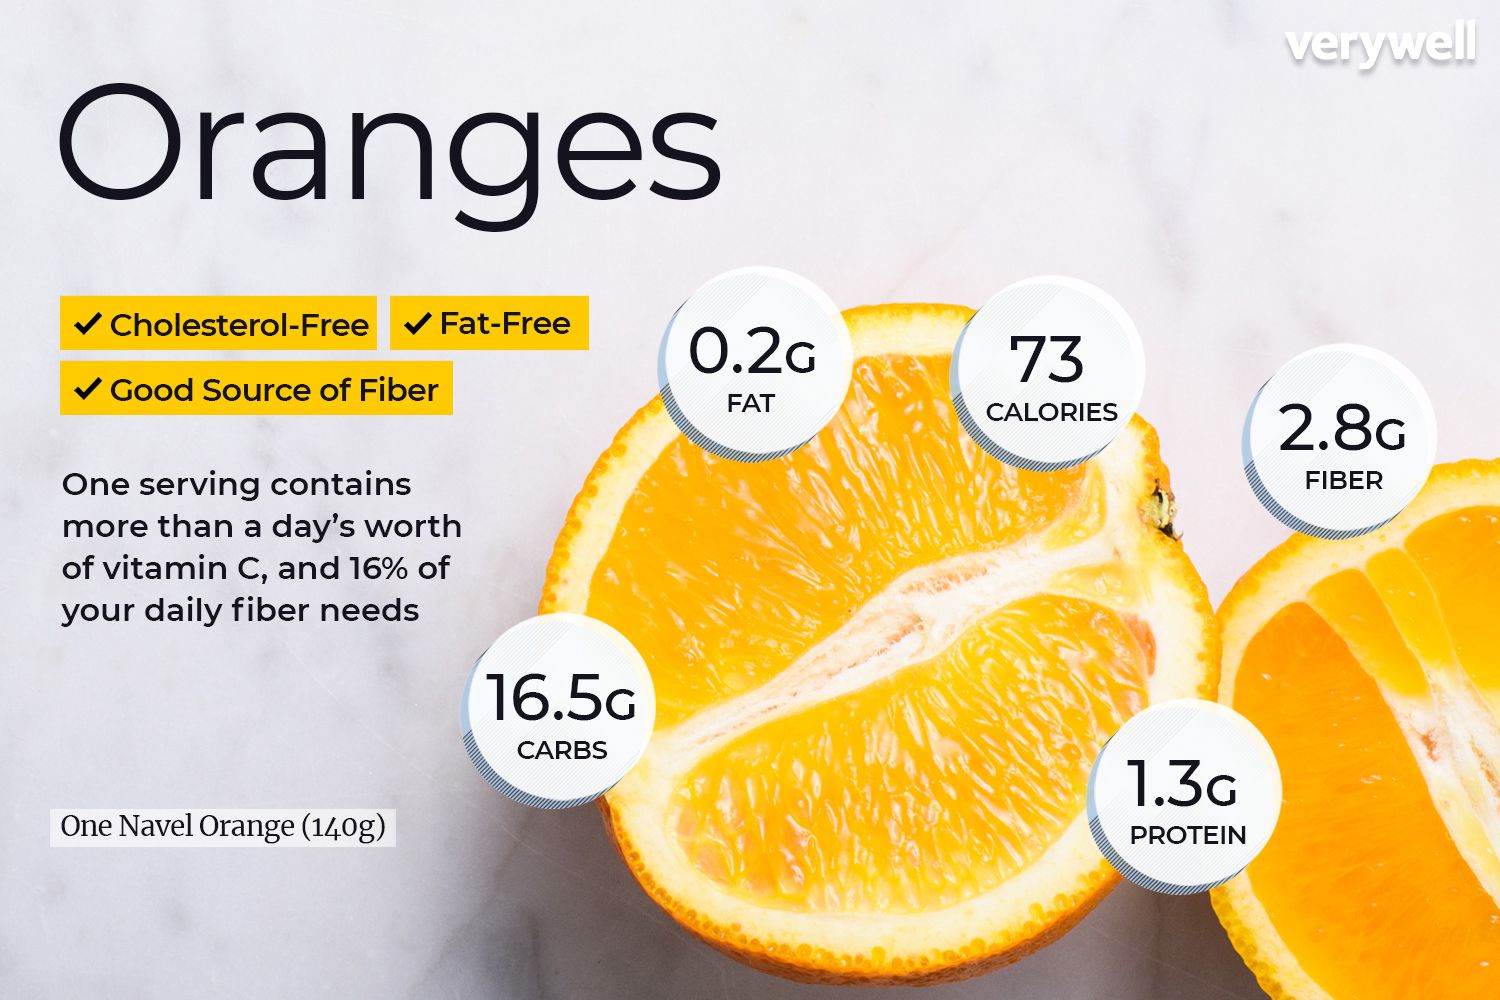 verywell
Oranges
Cholesterol-Free
Fat-Free
Good Source of Fiber
One serving contains
more than a day’s worth
of vitamin C, and 16% of
your daily fiber needs
0.2G
FAT
73
CALORIES
2.8G
FIBER
16.5G
CARBS
1.3G
PROTEIN
One Navel Orange (140g)